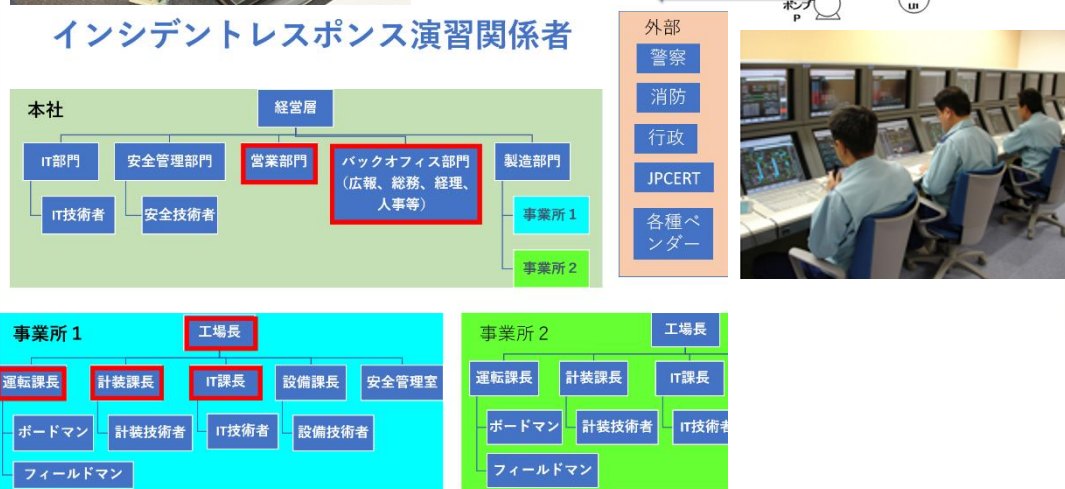 ポンプ
P
インシデントレスポンス演習関係者
外部
警察
消防
行政
JPCERT
各種ベ
ンダー
本社
経営層
IT部門
安全管理部門
営業部門
バックオフィス部門
（広報、総務、経理、
人事等）
製造部門
IT技術者
安全技術者
事業所１
事業所２
事業所１
工場長
運転課長
計装課長
IT課長
設備課長
安全管理室
ボードマン
計装技術者
IT技術者
設備技術者
フィールドマン
事業所２
工場長
運転課長
計装課長
IT課長
ボードマン
計装技術者
IT技術者
フィールドマン